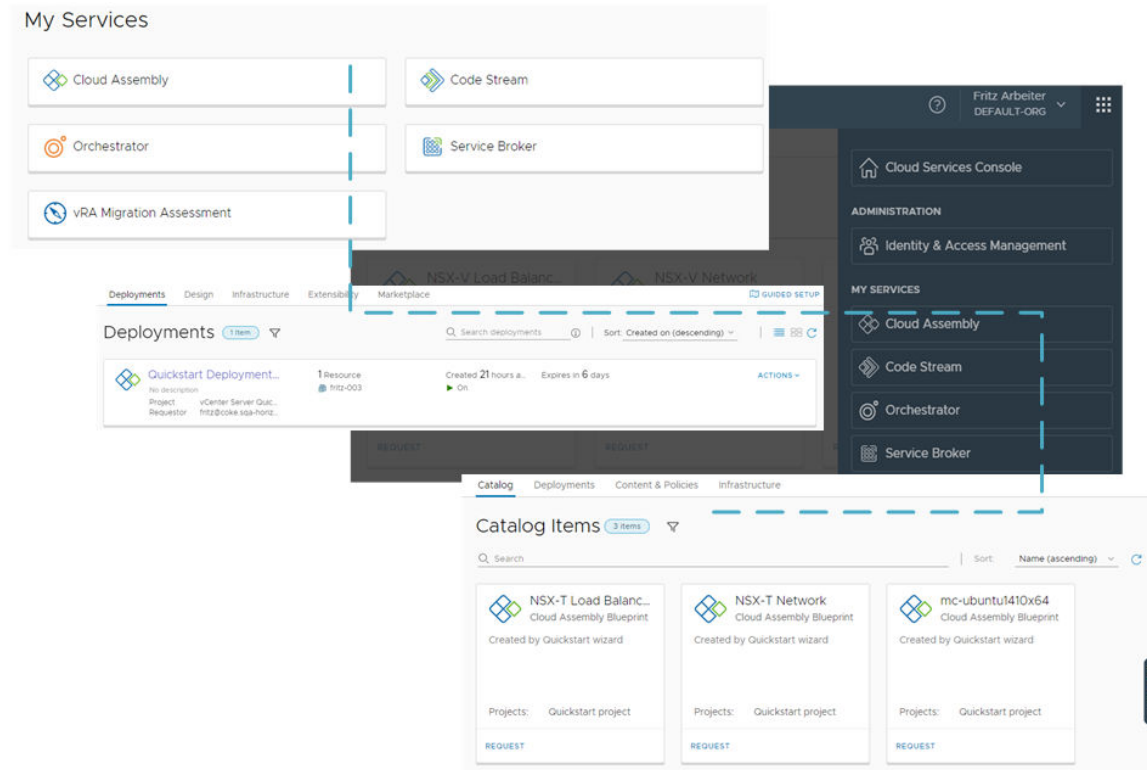 My Services
Cloud Assembly
Code Stream
Orchestrator
Service Broker
vRA Migration Assessment
Fritz Arbeiter
DEFAULT-ORG
Cloud Services Console
ADMINISTRATION
Identity & Access Management
MY SERVICES
Cloud Assembly
Code Stream
Orchestrator
Service Broker
NSX-V Load Balanc...
NSX-V Network
REQUEST
REQUEST
Deployments Design Infrastructure Extensibility Marketplace GUIDED SETUP
Deployments 1 item
Search deployments Sort: Created on (descending)
Quickstart Deployment...
No description
Project vCenter Server Quic...
Requestor fritz@coke.sqa-horiz...
1 Resource
fritz-003
Created 21 hours a...
On
Expires in 6 days
ACTIONS
Catalog Deployments Content & Policies Infrastructure
Catalog Items 3 items
Search Sort: Name (ascending)
NSX-T Load Balanc...
Cloud Assembly Blueprint
Created by Quickstart wizard
Projects: Quickstart project
REQUEST
NSX-T Network
Cloud Assembly Blueprint
Created by Quickstart wizard
Projects: Quickstart project
REQUEST
mc-ubuntu1410x64
Cloud Assembly Blueprint
Created by Quickstart wizard
Projects: Quickstart project
REQUEST